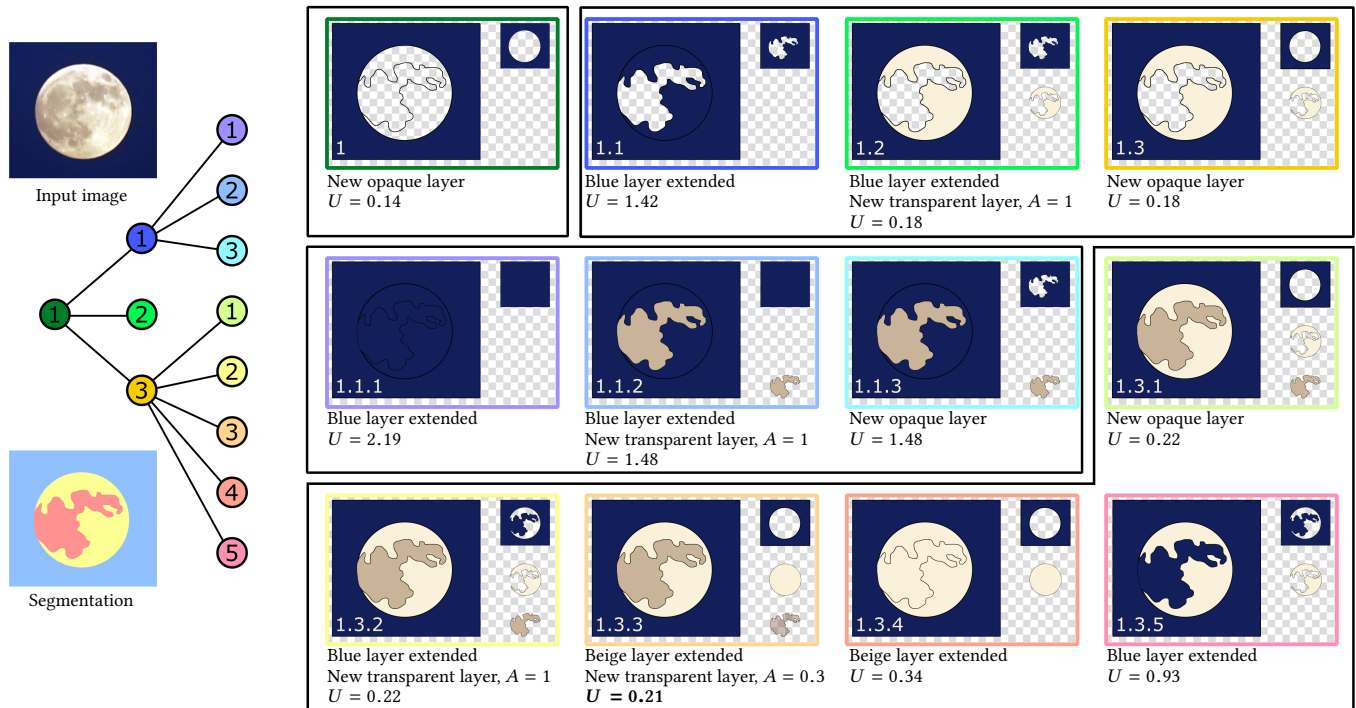 Input image
1
1
2
3
1
2
3
1
2
3
4
5
Segmentation
1
New opaque layer
U = 0.14
1.1
Blue layer extended
U = 1.42
1.2
Blue layer extended
New transparent layer, A = 1
U = 0.18
1.3
New opaque layer
U = 0.18
1.1.1
Blue layer extended
U = 2.19
1.1.2
Blue layer extended
New transparent layer, A = 1
U = 1.48
1.1.3
New opaque layer
U = 1.48
1.3.1
New opaque layer
U = 0.22
1.3.2
Blue layer extended
New transparent layer, A = 1
U = 0.22
1.3.3
Beige layer extended
New transparent layer, A = 0.3
U = 0.21
1.3.4
Beige layer extended
U = 0.34
1.3.5
Blue layer extended
U = 0.93